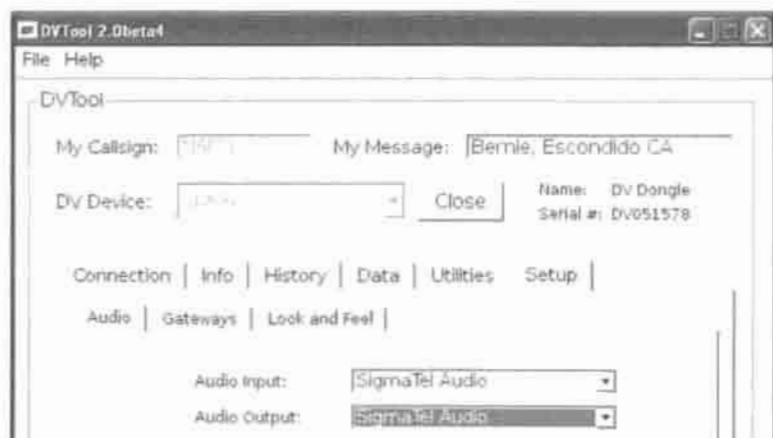 DVTool 2.0beta4
File Help
DVTool
My Callsign:
My Message: Bernie, Escondido CA
DV Device:
Close
Name: DV Dongle
Serial #: DV051578
Connection | Info | History | Data | Utilities Setup |
Audio | Gateways | Look and Feel |
Audio Input: SigmaTel Audio
Audio Output: SigmaTel Audio